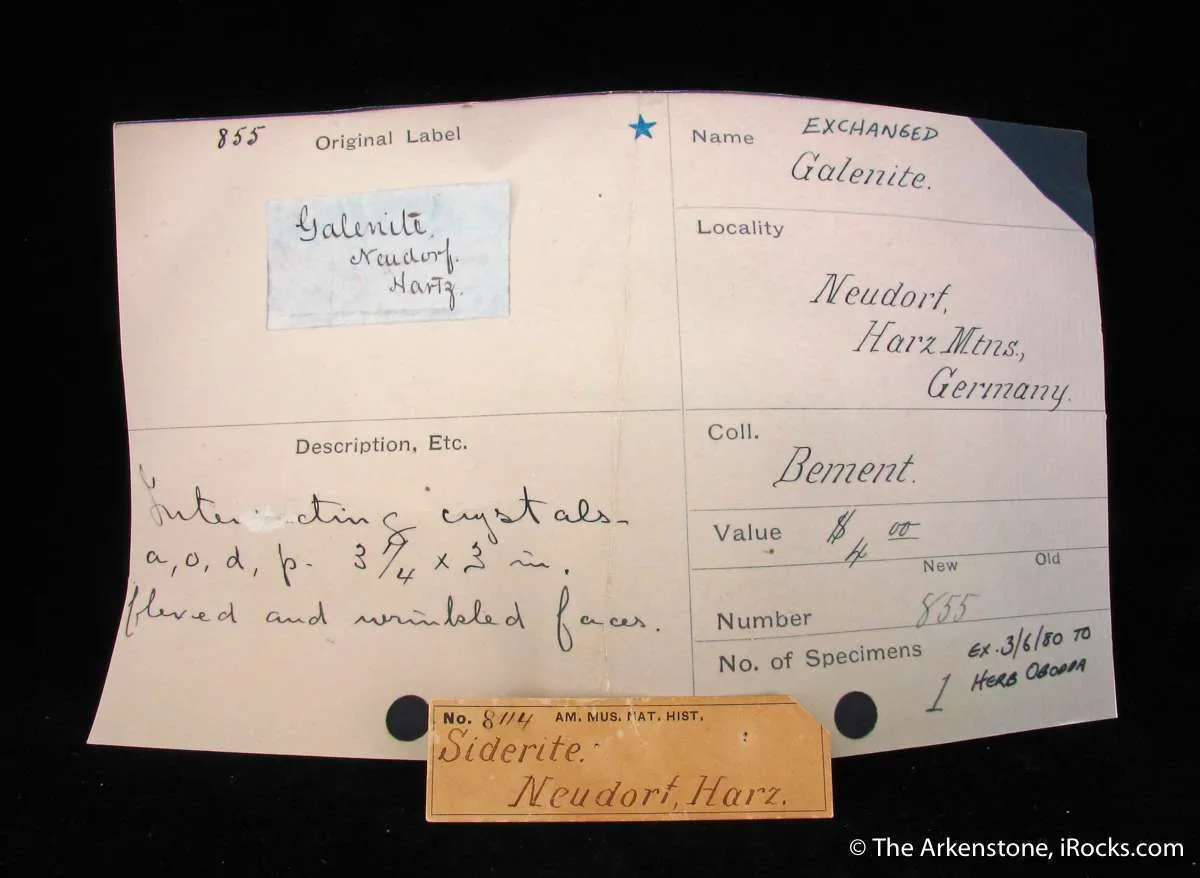 855 Original Label
Galenite.
Neudorf.
Hartz.
Description, Etc.
crystals-
a, o, d, p. 3 1/4 x 3 in.
and wrinkled faces.
Name EXCHANGED
Galenite.
Locality
Neudorf,
Harz Mtns.,
Germany.
Coll.
Bement.
Value $4 00
New Old
Number 855
No. of Specimens 1
EX. 3/6/80 TO
HERB OBODDA
No. 8114 AM. MUS. NAT. HIST.
Siderite.
Neudorf, Harz.
© The Arkenstone, iRocks.com